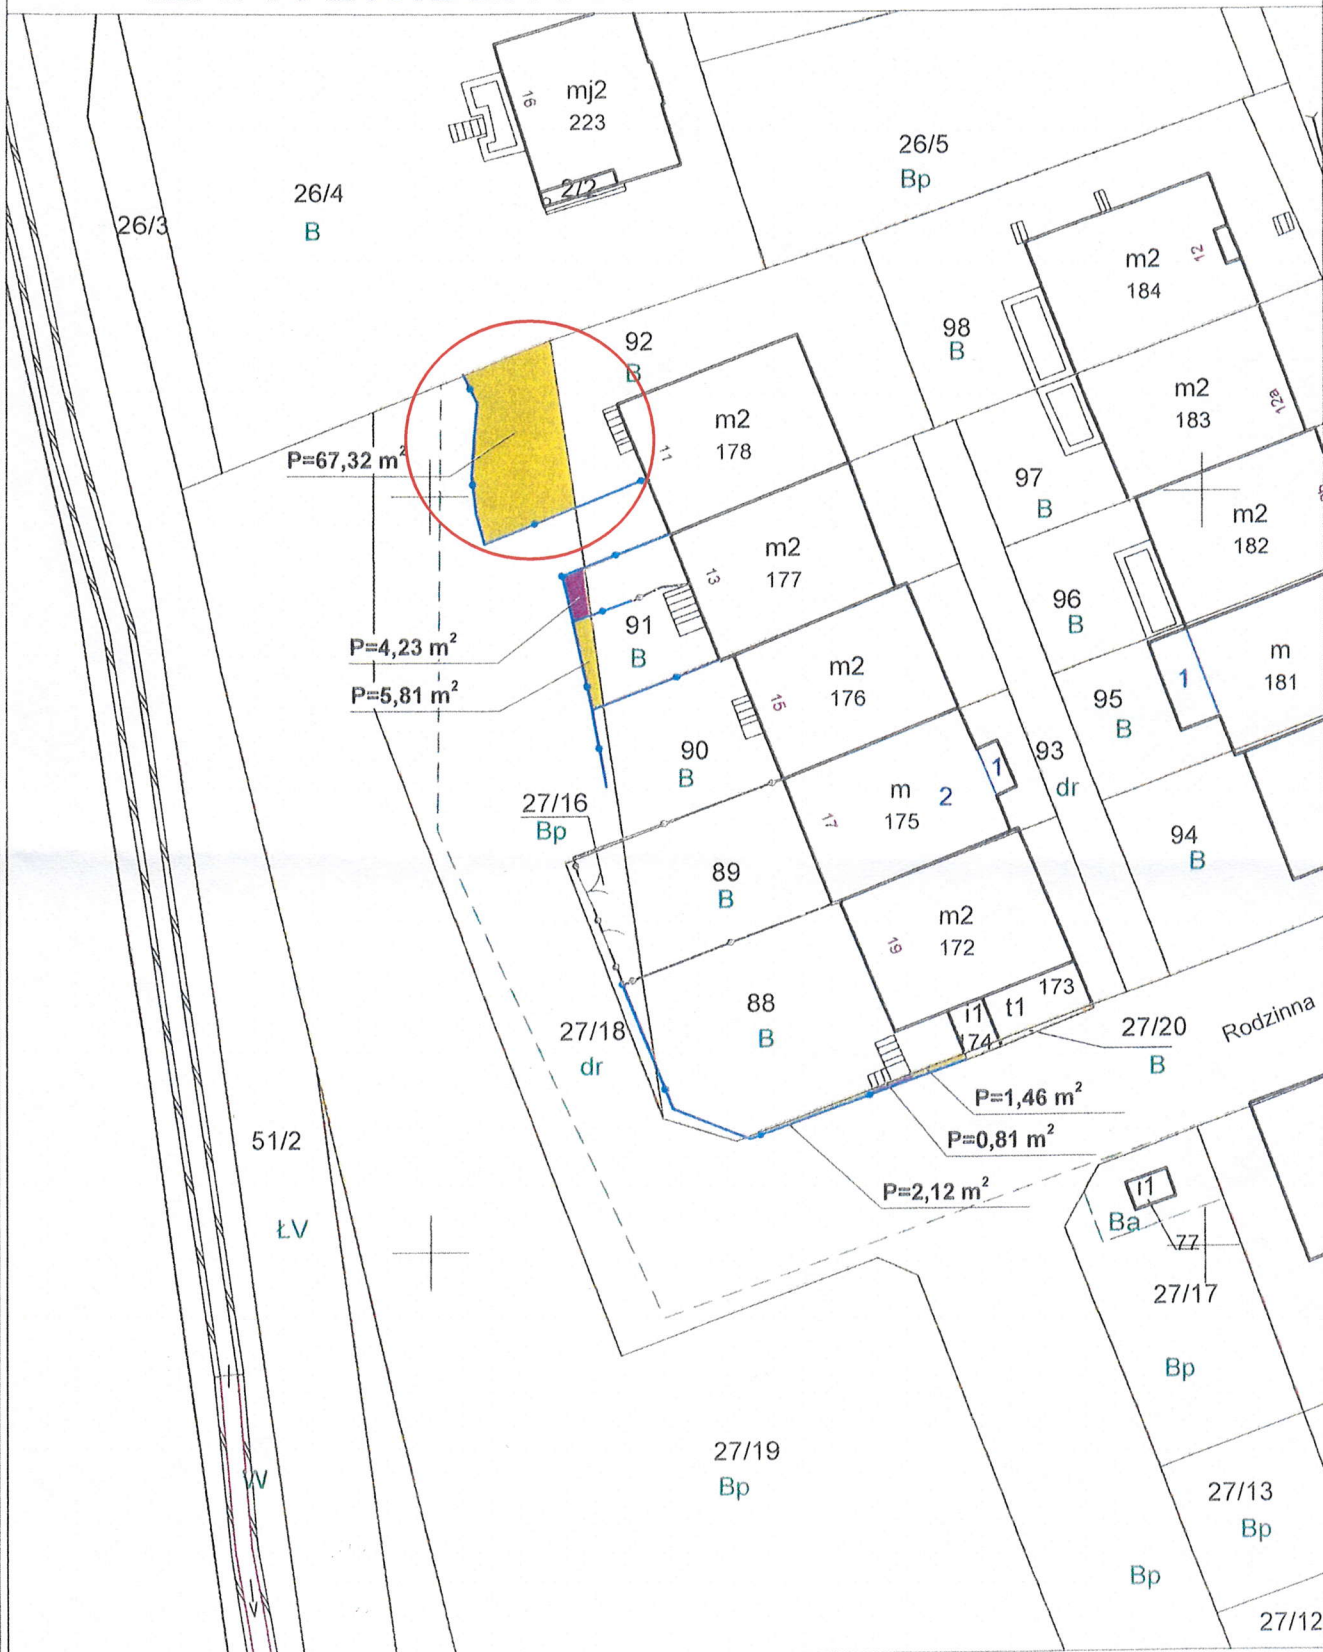 16
mj2
223
2/2
26/5
Bp
26/4
B
26/3
m2
184
12
92
B
98
B
m2
183
12a
m2
178
11
P=67,32 m²
97
B
m2
182
m2
177
13
96
B
91
B
P=4,23 m²
P=5,81 m²
m2
176
15
m
181
1
95
B
90
B
93
dr
1
m
2
175
17
27/16
Bp
94
B
89
B
m2
172
19
173
i1
t1
174
88
B
27/18
dr
27/20
B
Rodzinna
P=1,46 m²
P=0,81 m²
P=2,12 m²
51/2
ŁV
i1
Ba
77
27/17
Bp
27/19
Bp
W
27/13
Bp
Bp
27/12